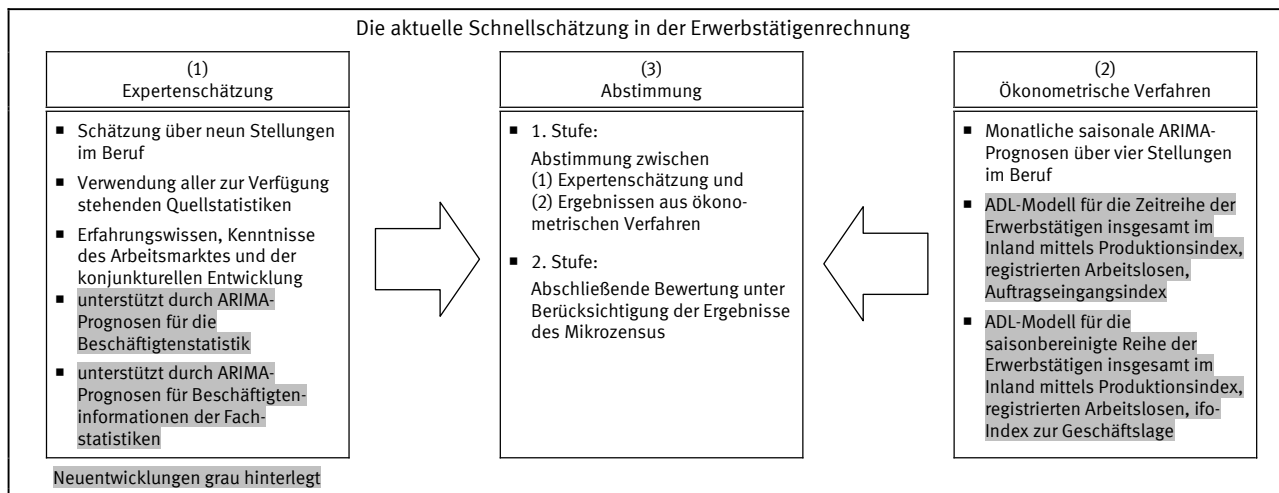 Die aktuelle Schnellschätzung in der Erwerbstätigenrechnung
(1)
Expertenschätzung
■ Schätzung über neun Stellungen
im Beruf
■ Verwendung aller zur Verfügung
stehenden Quellstatistiken
■ Erfahrungswissen, Kenntnisse
des Arbeitsmarktes und der
konjunkturellen Entwicklung
■ unterstützt durch ARIMA-
Prognosen für die
Beschäftigtenstatistik
■ unterstützt durch ARIMA-
Prognosen für Beschäftigten-
informationen der Fach-
statistiken
(3)
Abstimmung
■ 1. Stufe:
Abstimmung zwischen
(1) Expertenschätzung und
(2) Ergebnissen aus ökono-
metrischen Verfahren
■ 2. Stufe:
Abschließende Bewertung unter
Berücksichtigung der Ergebnisse
des Mikrozensus
(2)
Ökonometrische Verfahren
■ Monatliche saisonale ARIMA-
Prognosen über vier Stellungen
im Beruf
■ ADL-Modell für die Zeitreihe der
Erwerbstätigen insgesamt im
Inland mittels Produktionsindex,
registrierten Arbeitslosen,
Auftragseingangsindex
■ ADL-Modell für die
saisonbereinigte Reihe der
Erwerbstätigen insgesamt im
Inland mittels Produktionsindex,
registrierten Arbeitslosen, ifo-
Index zur Geschäftslage
Neuentwicklungen grau hinterlegt